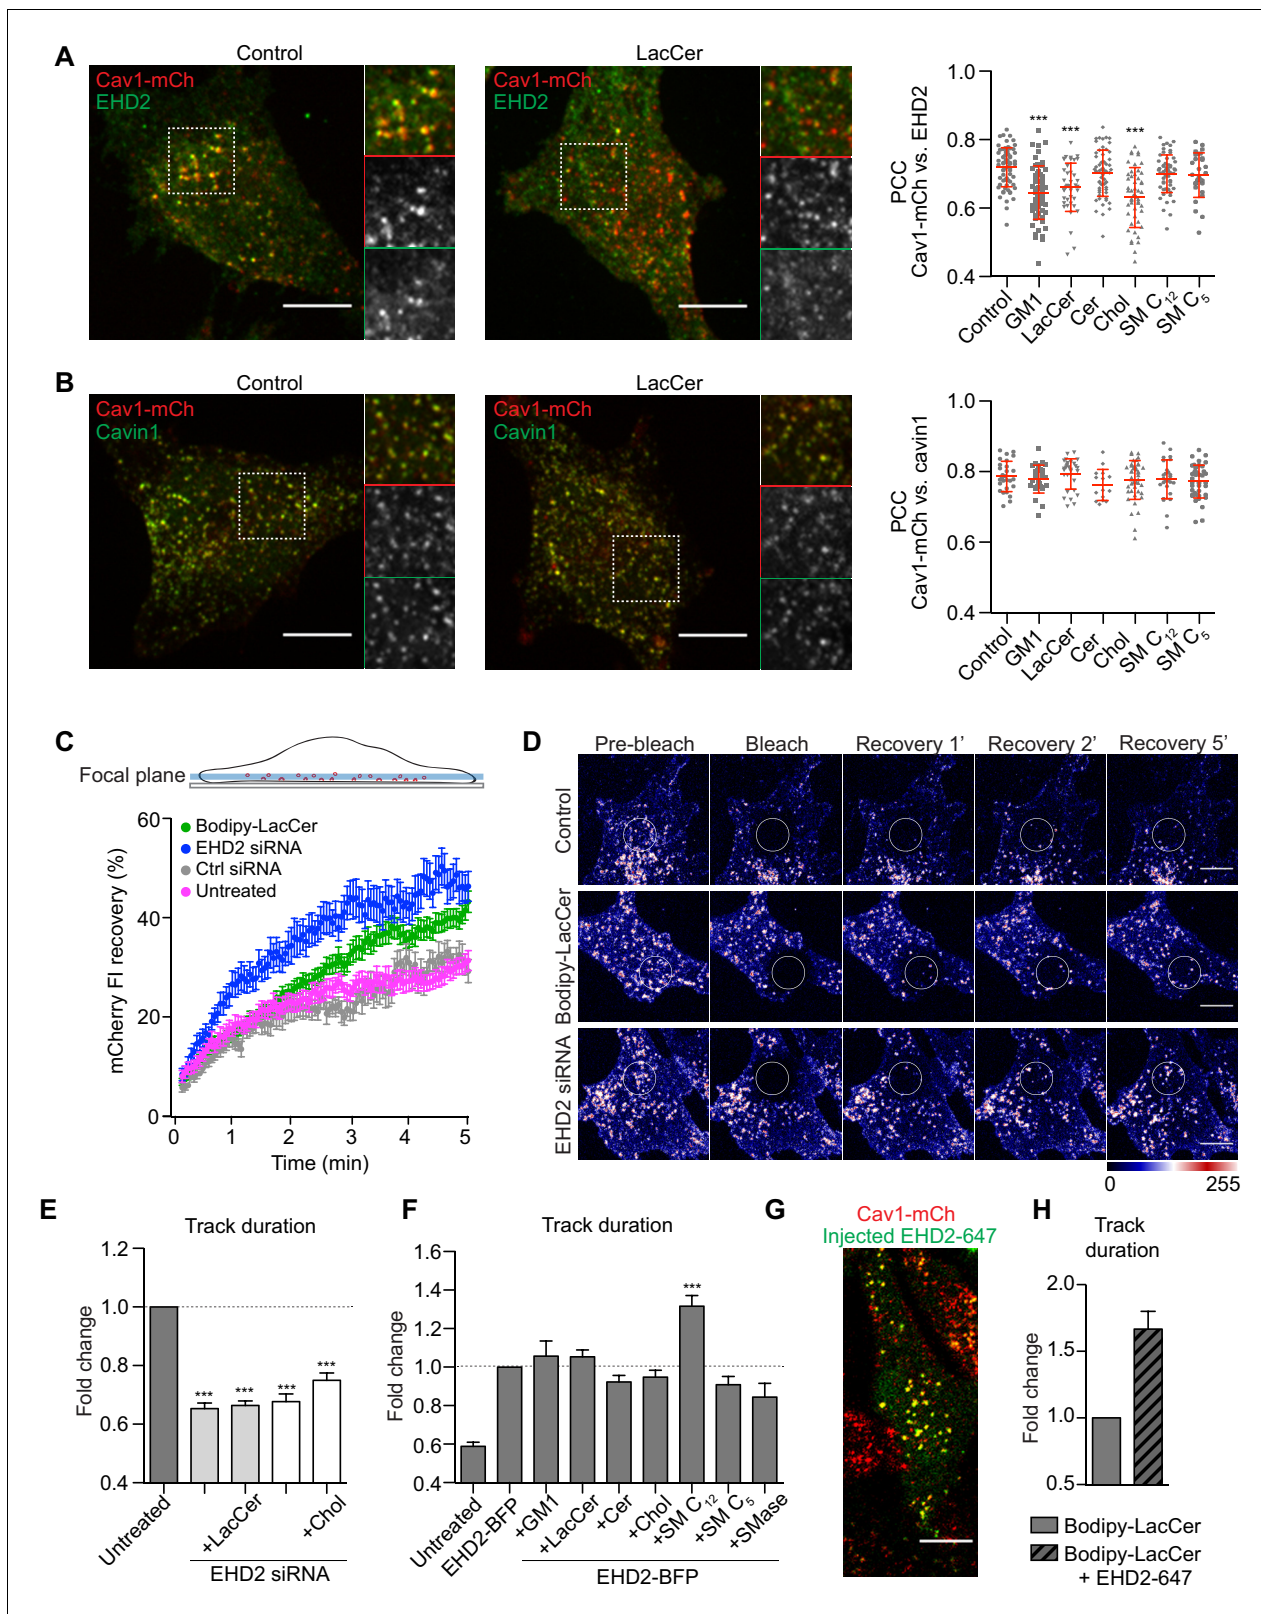 A
Control
LacCer
Cav1-mCh
EHD2
Cav1-mCh
EHD2
PCC
Cav1-mCh vs. EHD2
1.0
0.8
0.6
0.4
***
***
***
Control
GM1
LacCer
Cer
Chol
SM C12
SM C5
B
Control
LacCer
Cav1-mCh
Cavin1
Cav1-mCh
Cavin1
PCC
Cav1-mCh vs. cavin1
1.0
0.8
0.6
0.4
Control
GM1
LacCer
Cer
Chol
SM C12
SM C5
C
Focal plane
mCherry FI recovery (%)
60
40
20
0
Bodipy-LacCer
EHD2 siRNA
Ctrl siRNA
Untreated
0 1 2 3 4 5
Time (min)
D
Pre-bleach Bleach Recovery 1' Recovery 2' Recovery 5'
Control
Bodipy-LacCer
EHD2 siRNA
0 255
E
Track duration
Fold change
1.2
1.0
0.8
0.6
0.4
***
***
***
***
Untreated
+LacCer
+Chol
EHD2 siRNA
F
Track duration
Fold change
1.6
1.4
1.2
1.0
0.8
0.6
0.4
***
Untreated
EHD2-BFP
+GM1
+LacCer
+Cer
+Chol
+SM C12
+SM C5
+SMase
EHD2-BFP
G
Cav1-mCh
Injected EHD2-647
H
Track
duration
Fold change
2.0
1.5
1.0
0.5
Bodipy-LacCer
Bodipy-LacCer
+ EHD2-647